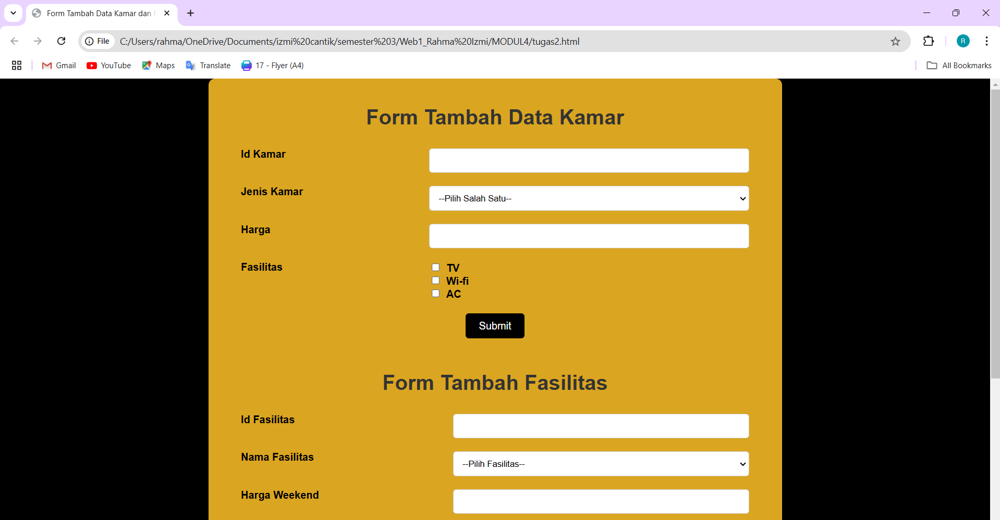 Form Tambah Data Kamar dan
File C:/Users/rahma/OneDrive/Documents/izmi%20cantik/semester%203/Web1_Rahma%20Izmi/MODUL4/tugas2.html R
Gmail YouTube Maps Translate 17 - Flyer (A4) All Bookmarks
Form Tambah Data Kamar
Id Kamar
Jenis Kamar --Pilih Salah Satu--
Harga
Fasilitas TV
Wi-fi
AC
Submit
Form Tambah Fasilitas
Id Fasilitas
Nama Fasilitas --Pilih Fasilitas--
Harga Weekend